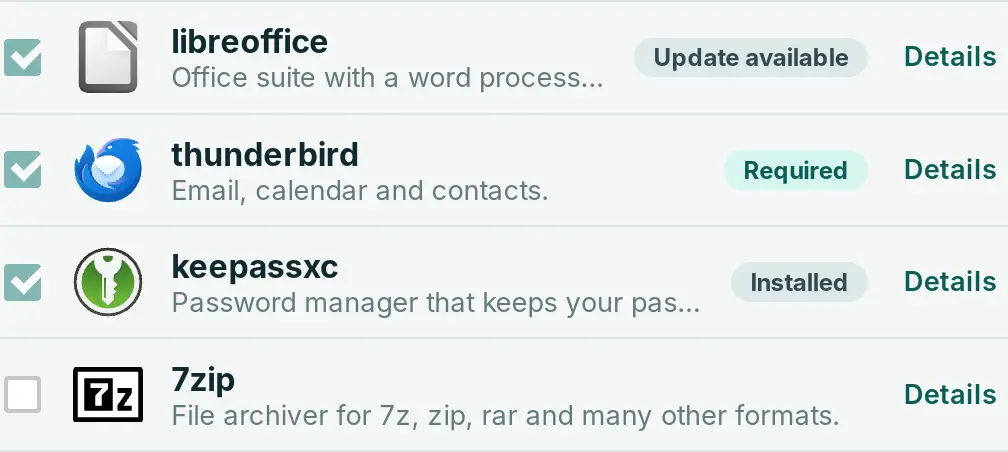 libreoffice
Office suite with a word process...
Update available
Details
thunderbird
Email, calendar and contacts.
Required
Details
keepassxc
Password manager that keeps your pas...
Installed
Details
7z
7zip
File archiver for 7z, zip, rar and many other formats.
Details